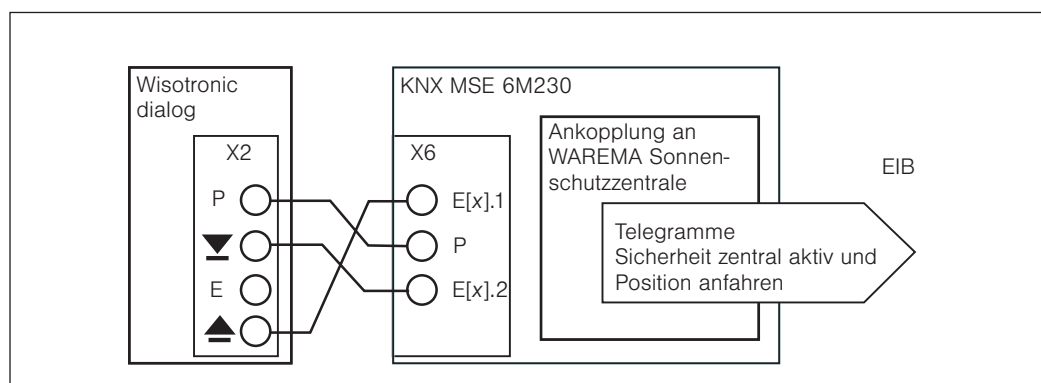 Wisotronic
dialog
X2
P
E
KNX MSE 6M230
X6
E[x].1
P
E[x].2
Ankopplung an
WAREMA Sonnen-
schutzzentrale
Telegramme
Sicherheit zentral aktiv und
Position anfahren
EIB